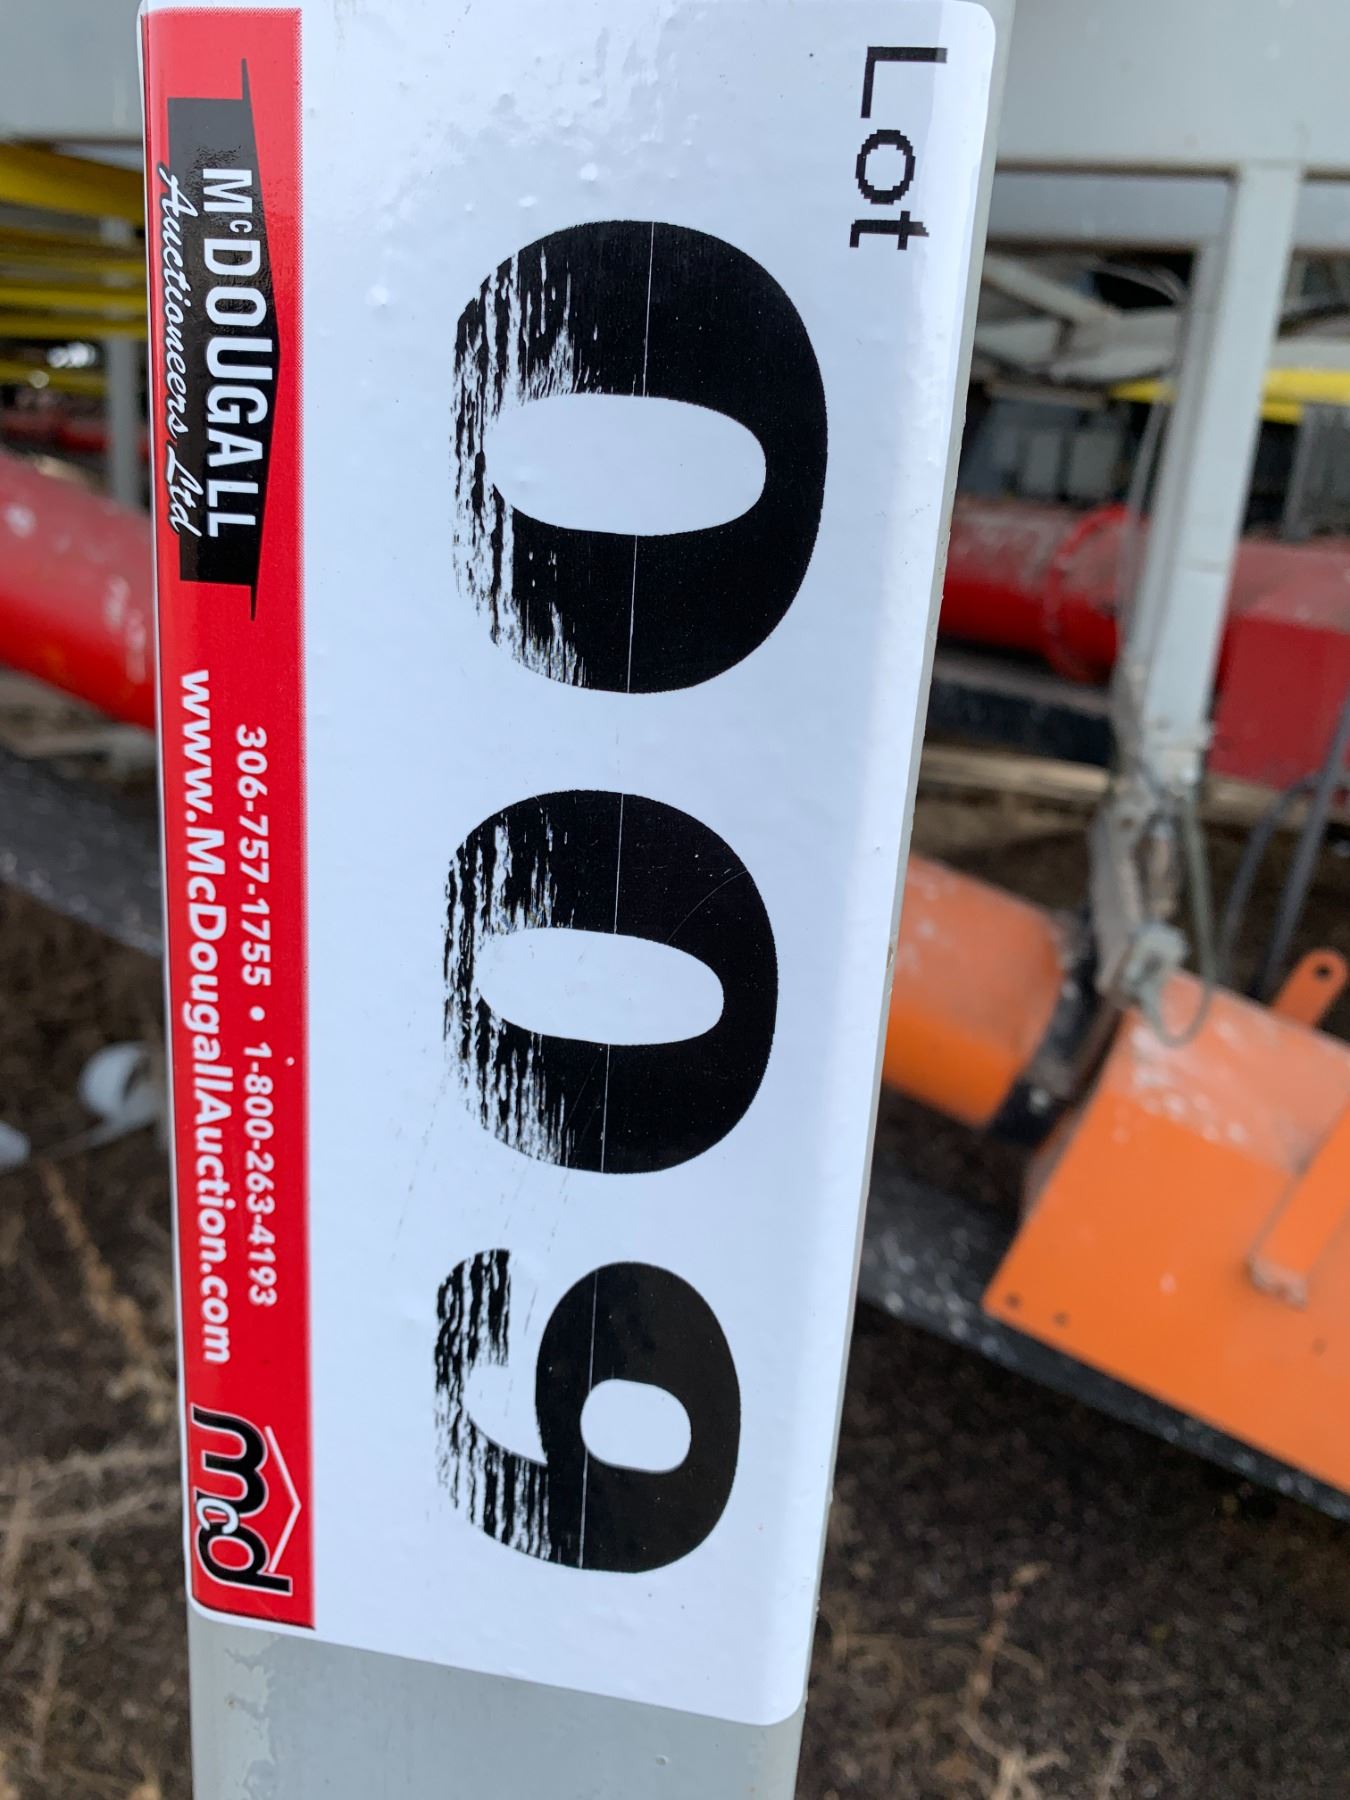 Lot
009
McDOUGALL
Auctioneers Ltd
306-757-1755 • 1-800-263-4193
www.McDougallAuction.com
mcd